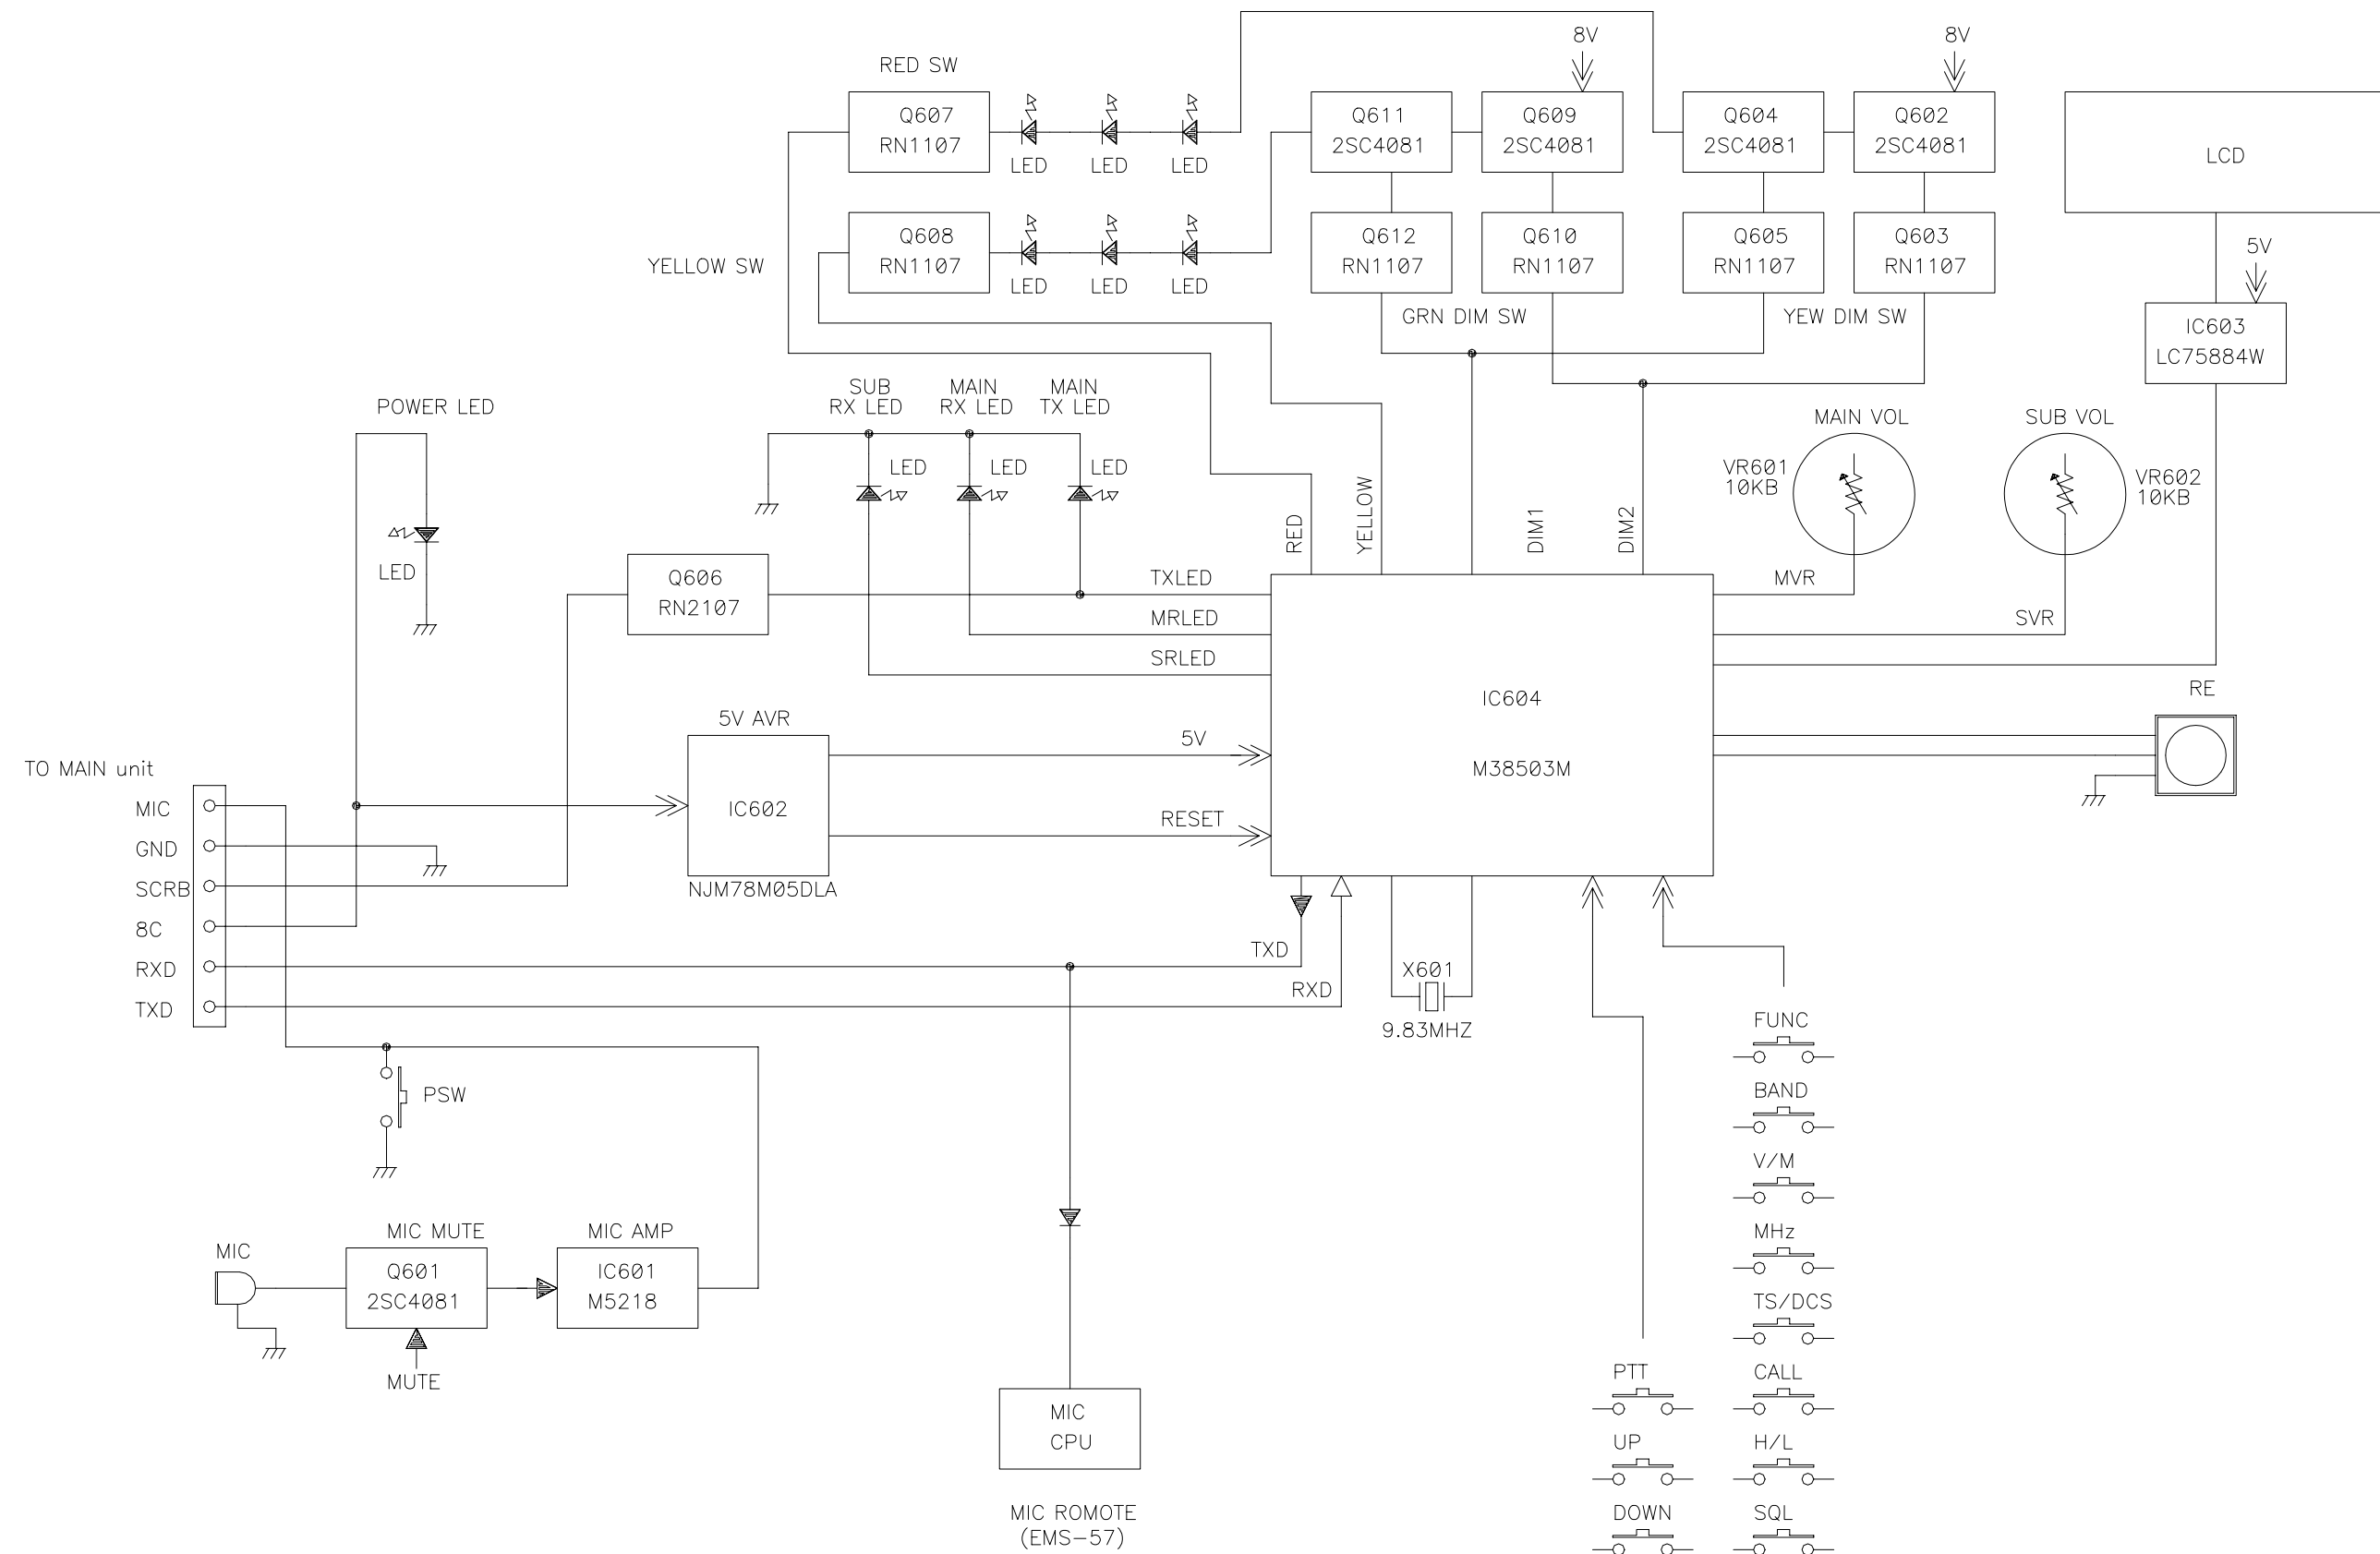 8V
8V
RED SW
Q607
RN1107
LED
LED
LED
Q611
2SC4081
Q609
2SC4081
Q604
2SC4081
Q602
2SC4081
LCD
YELLOW SW
Q608
RN1107
LED
LED
LED
Q612
RN1107
Q610
RN1107
Q605
RN1107
Q603
RN1107
5V
GRN DIM SW
YEW DIM SW
IC603
LC75884W
POWER LED
SUB
RX LED
MAIN
RX LED
MAIN
TX LED
MAIN VOL
SUB VOL
LED
LED
LED
VR601
10KB
VR602
10KB
RED
YELLOW
DIM1
DIM2
LED
Q606
RN2107
TXLED
MRLED
SRLED
MVR
SVR
IC604
M38503M
RE
5V AVR
5V
IC602
RESET
NJM78M05DLA
TO MAIN unit
MIC
GND
SCRB
8C
RXD
TXD
TXD
RXD
X601
9.83MHZ
PSW
FUNC
BAND
V/M
MHz
TS/DCS
CALL
H/L
SQL
PTT
UP
DOWN
MIC
MIC MUTE
Q601
2SC4081
MUTE
MIC AMP
IC601
M5218
MIC
CPU
MIC ROMOTE
(EMS-57)